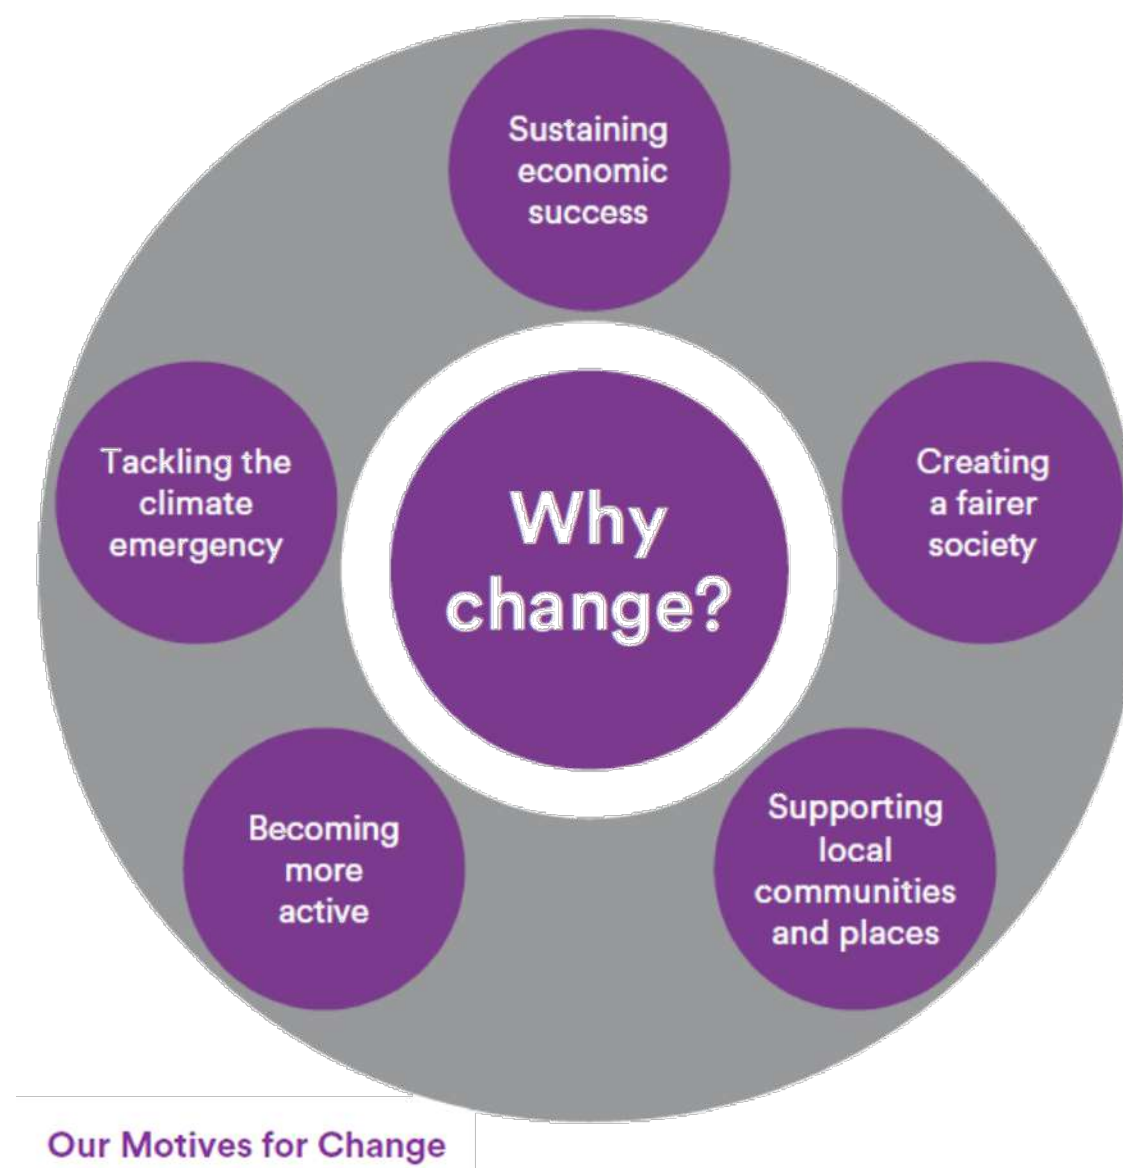 Sustaining
economic
success
Tackling the
climate
emergency
Why
change?
Creating
a fairer
society
Becoming
more
active
Supporting
local
communities
and places
Our Motives for Change